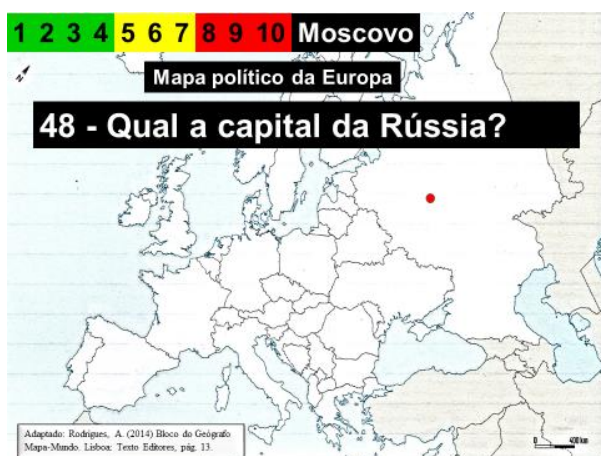 1 2 3 4 5 6 7 8 9 10 Moscovo
Mapa político da Europa
48 - Qual a capital da Rússia?
Adaptado: Rodrigues, A. (2014) Bloco do Geógrafo
Mapa-Mundo. Lisboa: Texto Editores, pág. 13.
0 400 km